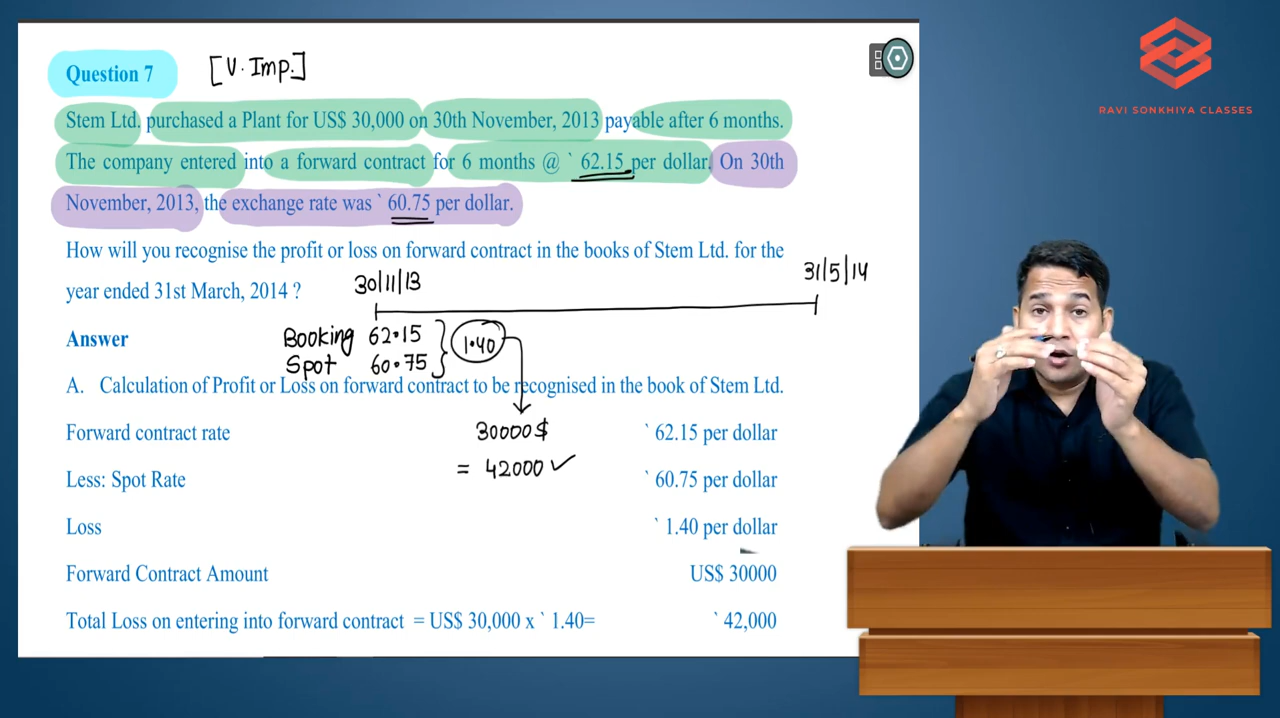 Question 7 [V. Imp.]
RAVI SONKHIYA CLASSES
Stem Ltd. purchased a Plant for US$ 30,000 on 30th November, 2013 payable after 6 months.
The company entered into a forward contract for 6 months @ ` 62.15 per dollar. On 30th
November, 2013, the exchange rate was ` 60.75 per dollar.
How will you recognise the profit or loss on forward contract in the books of Stem Ltd. for the
year ended 31st March, 2014 ?
30/11/13 31/5/14
Answer
Booking 62.15
Spot 60.75
1.40
A. Calculation of Profit or Loss on forward contract to be recognised in the book of Stem Ltd.
30000$
= 42000 ✓
Forward contract rate ` 62.15 per dollar
Less: Spot Rate ` 60.75 per dollar
Loss ` 1.40 per dollar
Forward Contract Amount US$ 30000
Total Loss on entering into forward contract = US$ 30,000 x ` 1.40= ` 42,000